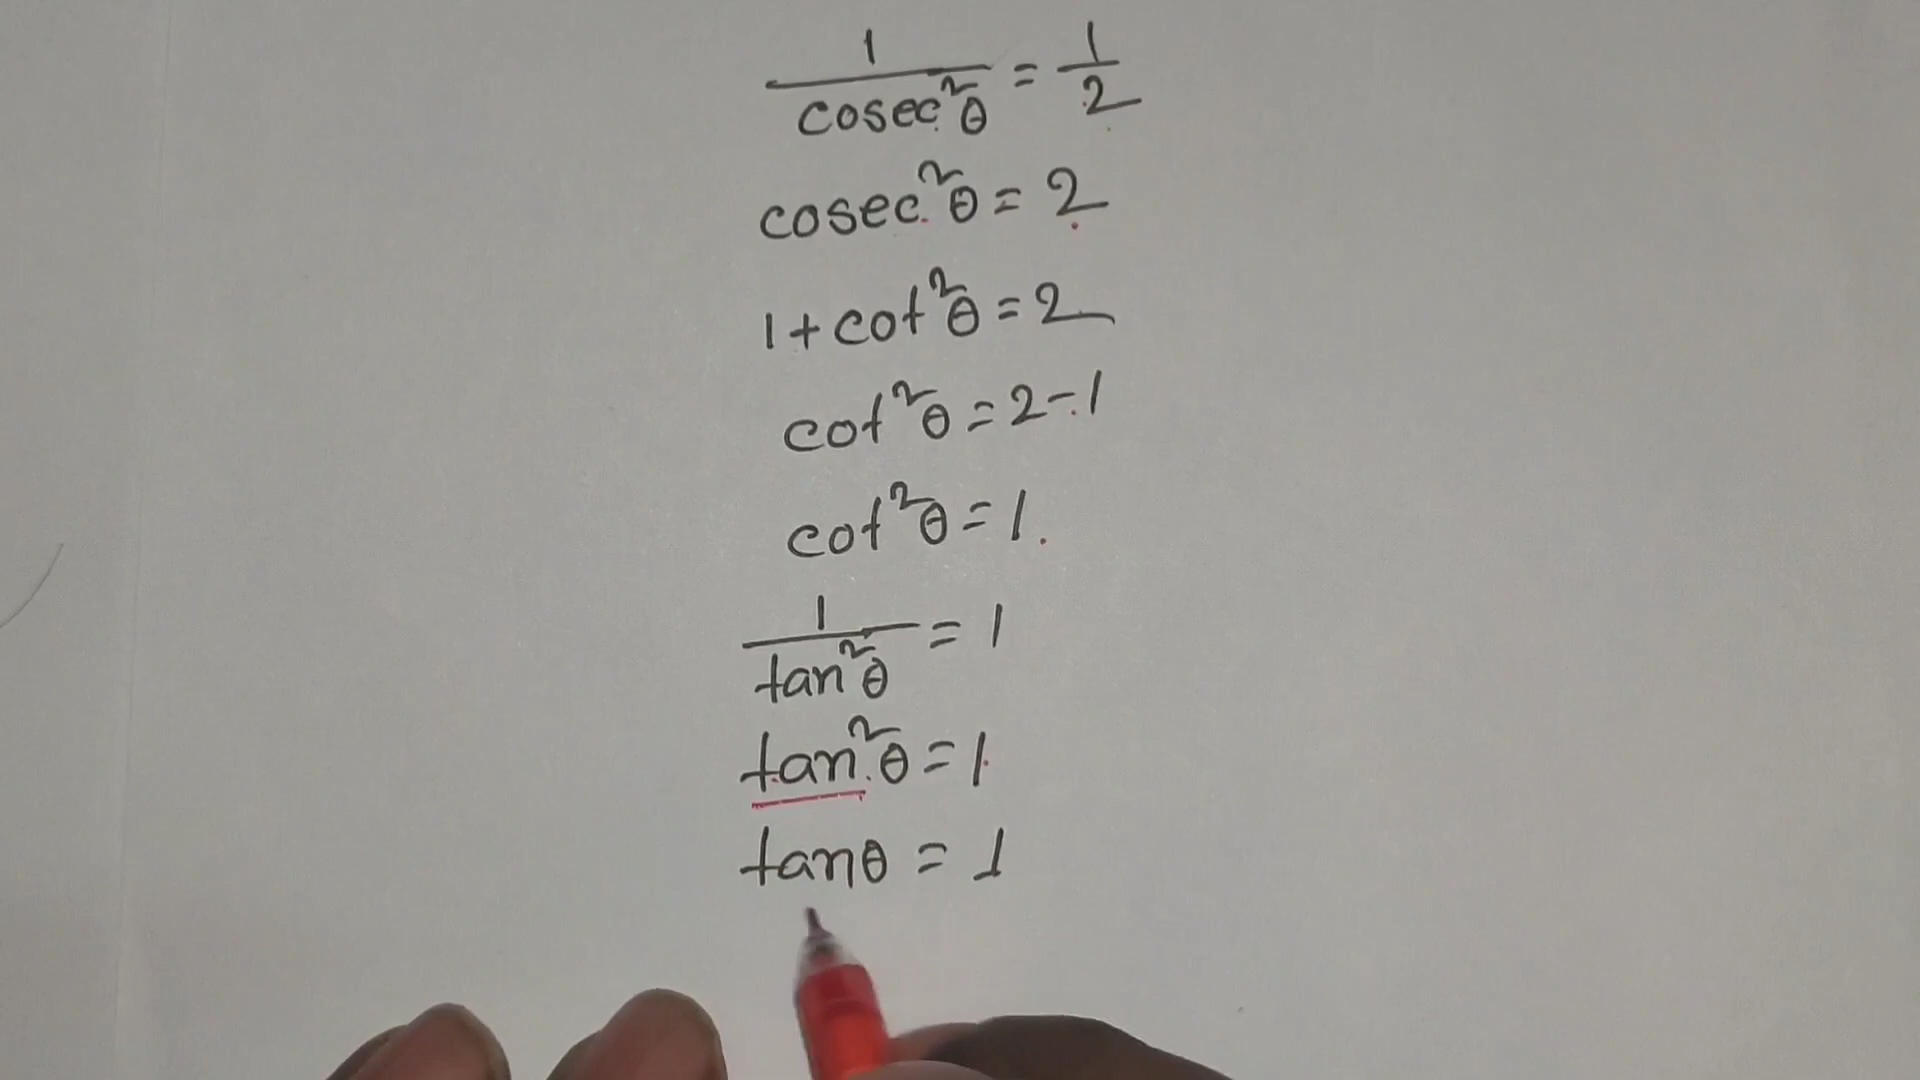 1/cosec²θ = 1/2
cosec²θ = 2
1 + cot²θ = 2
cot²θ = 2 - 1
cot²θ = 1
1/tan²θ = 1
tan²θ = 1
tanθ = 1